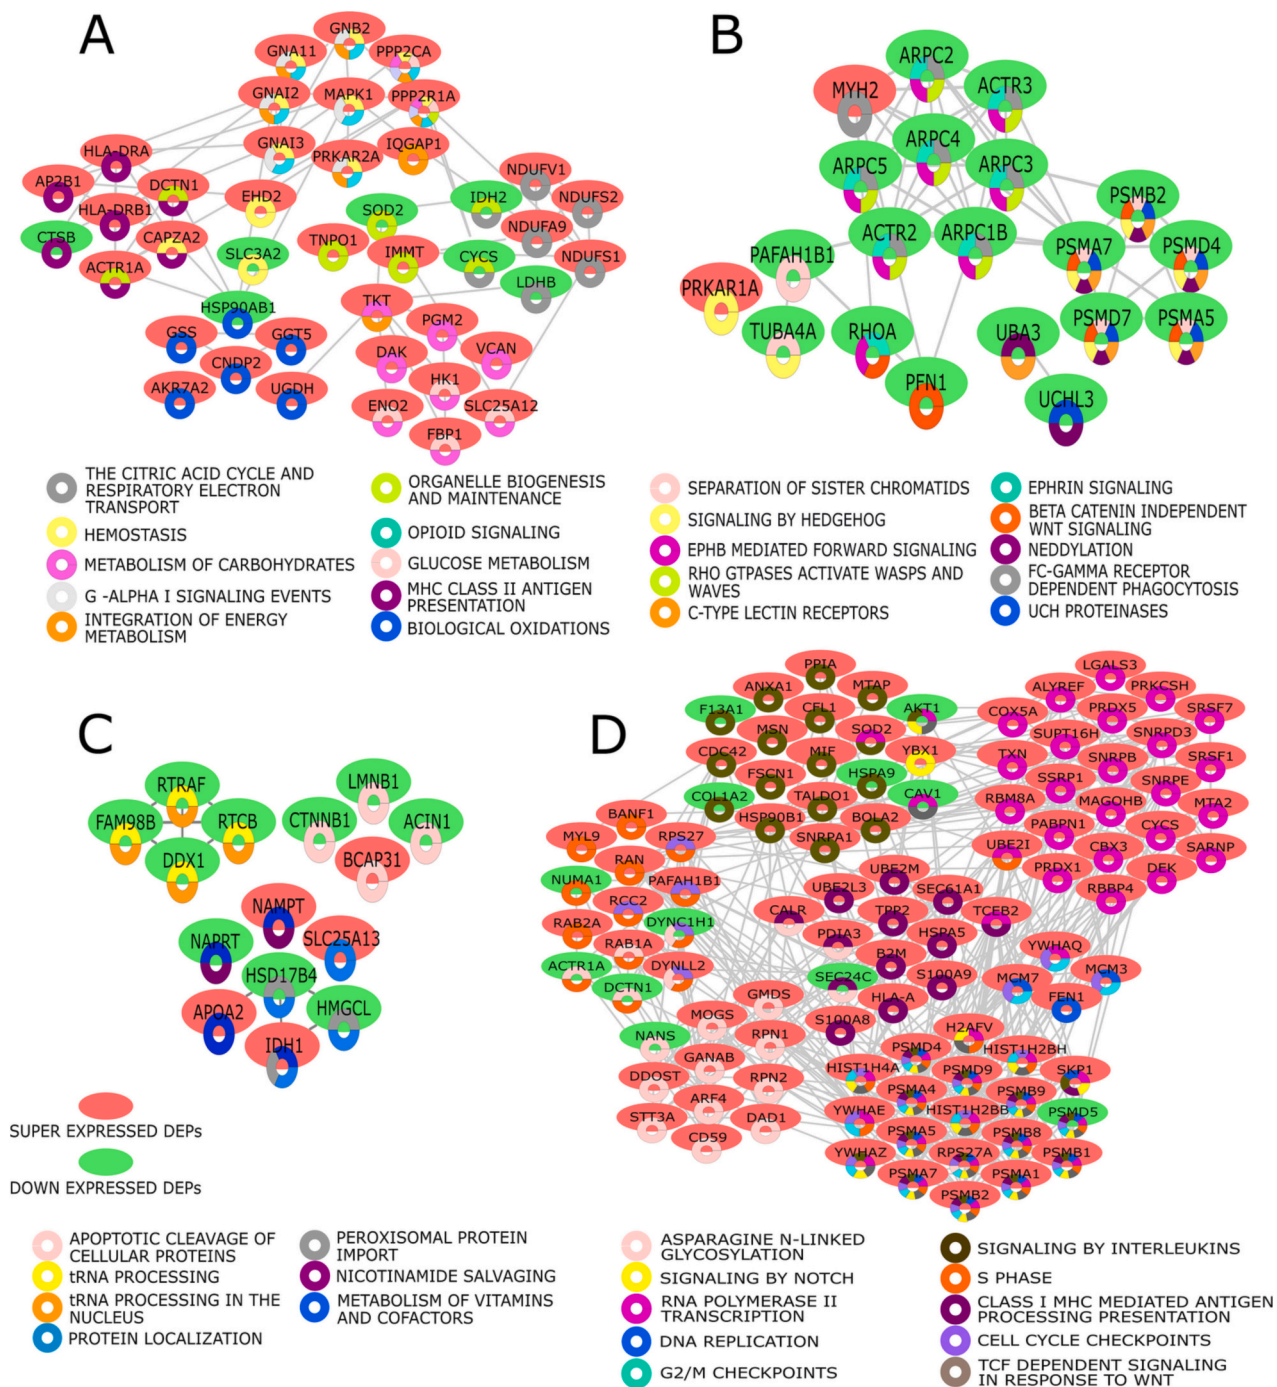 A
GNB2
GNA11
PPP2CA
GNAI2
MAPK1
PPP2R1A
GNAI3
IQGAP1
PRKAR2A
HLA-DRA
AP2B1
DCTN1
HLA-DRB1
EHD2
CTSB
CAPZA2
ACTR1A
SLC3A2
SOD2
IDH2
NDUFV1
NDUFS2
NDUFA9
NDUFS1
TNPO1
IMMT
CYCS
LDHB
HSP90AB1
TKT
GSS
GGT5
PGM2
CNDP2
DAK
VCAN
AKR7A2
UGDH
HK1
ENO2
SLC25A12
FBP1
THE CITRIC ACID CYCLE AND
RESPIRATORY ELECTRON
TRANSPORT
HEMOSTASIS
METABOLISM OF CARBOHYDRATES
G -ALPHA I SIGNALING EVENTS
INTEGRATION OF ENERGY
METABOLISM
ORGANELLE BIOGENESIS
AND MAINTENANCE
OPIOID SIGNALING
GLUCOSE METABOLISM
MHC CLASS II ANTIGEN
PRESENTATION
BIOLOGICAL OXIDATIONS
B
ARPC2
MYH2
ACTR3
ARPC4
ARPC5
ARPC3
PSMB2
ACTR2
ARPC1B
PAFAH1B1
PSMA7
PSMD4
PRKAR1A
TUBA4A
RHOA
UBA3
PSMD7
PSMA5
PFN1
UCHL3
SEPARATION OF SISTER CHROMATIDS
SIGNALING BY HEDGEHOG
EPHB MEDIATED FORWARD SIGNALING
RHO GTPASES ACTIVATE WASPS AND
WAVES
C-TYPE LECTIN RECEPTORS
EPHRIN SIGNALING
BETA CATENIN INDEPENDENT
WNT SIGNALING
NEDDYLATION
FC-GAMMA RECEPTOR
DEPENDENT PHAGOCYTOSIS
UCH PROTEINASES
C
RTRAF
FAM98B
RTCB
DDX1
LMNB1
CTNNB1
ACIN1
BCAP31
NAMPT
NAPRT
SLC25A13
HSD17B4
APOA2
HMGCL
IDH1
SUPER EXPRESSED DEPs
DOWN EXPRESSED DEPs
APOPTOTIC CLEAVAGE OF
CELLULAR PROTEINS
tRNA PROCESSING
tRNA PROCESSING IN THE
NUCLEUS
PROTEIN LOCALIZATION
PEROXISOMAL PROTEIN
IMPORT
NICOTINAMIDE SALVAGING
METABOLISM OF VITAMINS
AND COFACTORS
D
PPIA
ANXA1
MTAP
F13A1
CFL1
AKT1
MSN
SOD2
CDC42
MIF
YBX1
FSCN1
HSPA9
COL1A2
TALDO1
CAV1
HSP90B1
BOLA2
SNRPA1
LGALS3
ALYREF
PRKCSH
COX5A
PRDX5
SRSF7
SUPT16H
SNRPD3
TXN
SNRPB
SRSF1
SSRP1
SNRPE
RBM8A
MAGOHB
MTA2
PABPN1
CYCS
UBE2I
CBX3
SARNP
PRDX1
DEK
RBBP4
BANF1
MYL9
RPS27
RAN
NUMA1
PAFAH1B1
RCC2
RAB2A
DYNC1H1
RAB1A
ACTR1A
DYNLL2
DCTN1
UBE2M
UBE2L3
SEC61A1
CALR
TPP2
TCEB2
PDIA3
HSPA5
B2M
SEC24C
S100A9
HLA-A
S100A8
YWHAQ
MCM7
MCM3
FEN1
GMDS
MOGS
NANS
RPN1
GANAB
DDOST
RPN2
ARF4
STT3A
DAD1
CD59
H2AFV
PSMD4
HIST1H2BH
HIST1H4A
PSMD9
SKP1
PSMA4
PSMB9
YWHAE
HIST1H2BB
PSMD5
PSMA5
PSMB8
YWHAZ
RPS27A
PSMB1
PSMA7
PSMA1
PSMB2
ASPARAGINE N-LINKED
GLYCOSYLATION
SIGNALING BY NOTCH
RNA POLYMERASE II
TRANSCRIPTION
DNA REPLICATION
G2/M CHECKPOINTS
SIGNALING BY INTERLEUKINS
S PHASE
CLASS I MHC MEDIATED ANTIGEN
PROCESSING PRESENTATION
CELL CYCLE CHECKPOINTS
TCF DEPENDENT SIGNALING
IN RESPONSE TO WNT